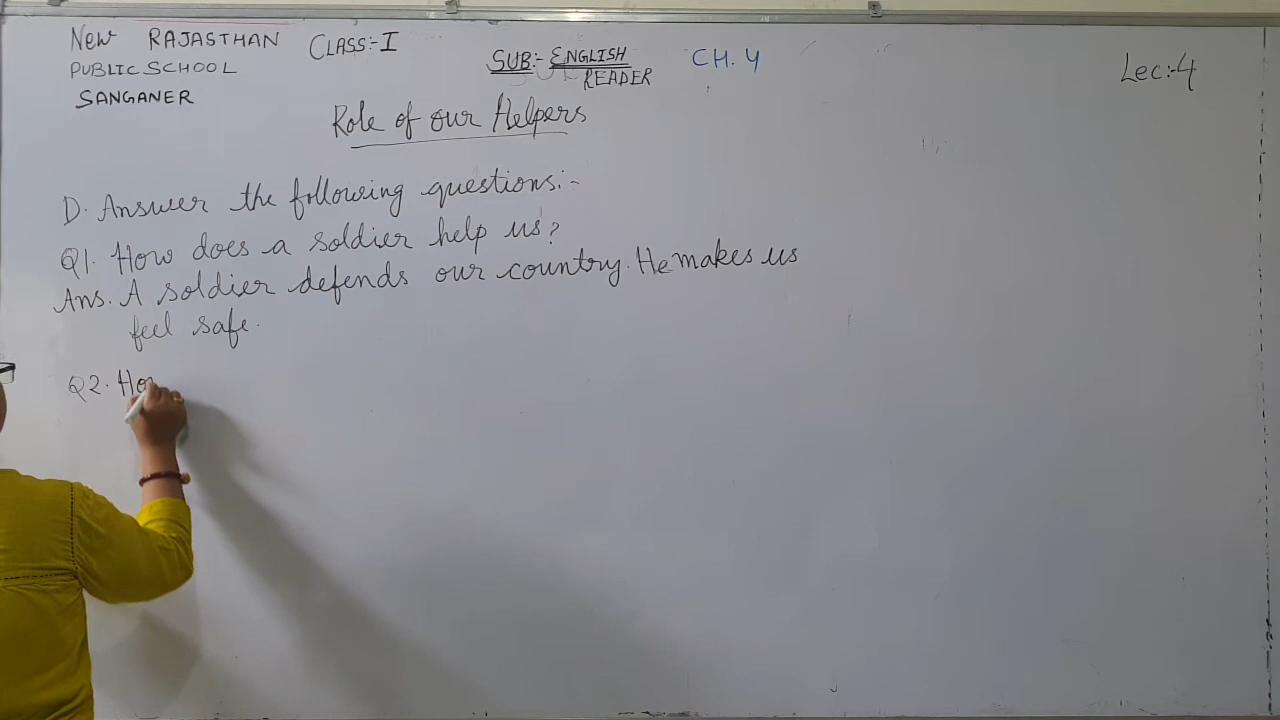 New RAJASTHAN
PUBLIC SCHOOL
SANGANER
CLASS:-I
SUB:- ENGLISH
READER
CH. 4
Lec:-4
Role of our Helpers
D. Answer the following questions:-
Q1. How does a soldier help us?
Ans. A soldier defends our country. He makes us
feel safe.
Q2. Ho